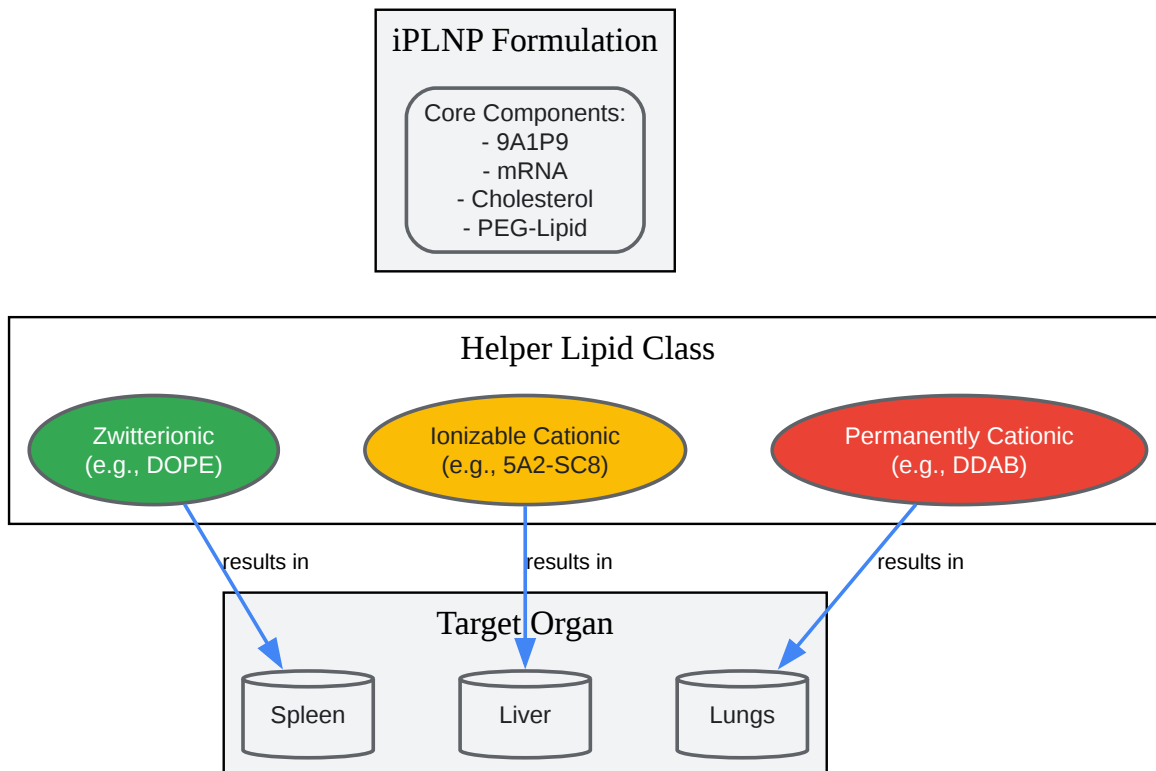 iPLNP Formulation
Core Components:
- 9A1P9
- mRNA
- Cholesterol
- PEG-Lipid
Helper Lipid Class
Zwitterionic
(e.g., DOPE)
Ionizable Cationic
(e.g., 5A2-SC8)
Permanently Cationic
(e.g., DDAB)
results in
results in
results in
Target Organ
Spleen
Liver
Lungs